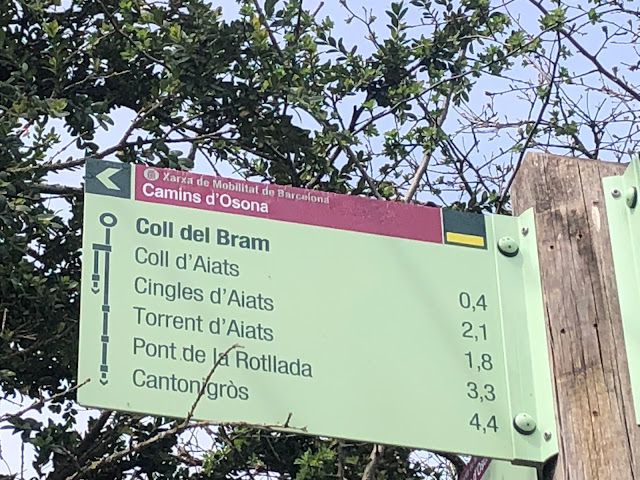 Xarxa de Mobilitat de Barcelona
Camins d'Osona
Coll del Bram
Coll d'Aiats 0,4
Cingles d'Aiats 2,1
Torrent d'Aiats 1,8
Pont de la Rotllada 3,3
Cantonigròs 4,4